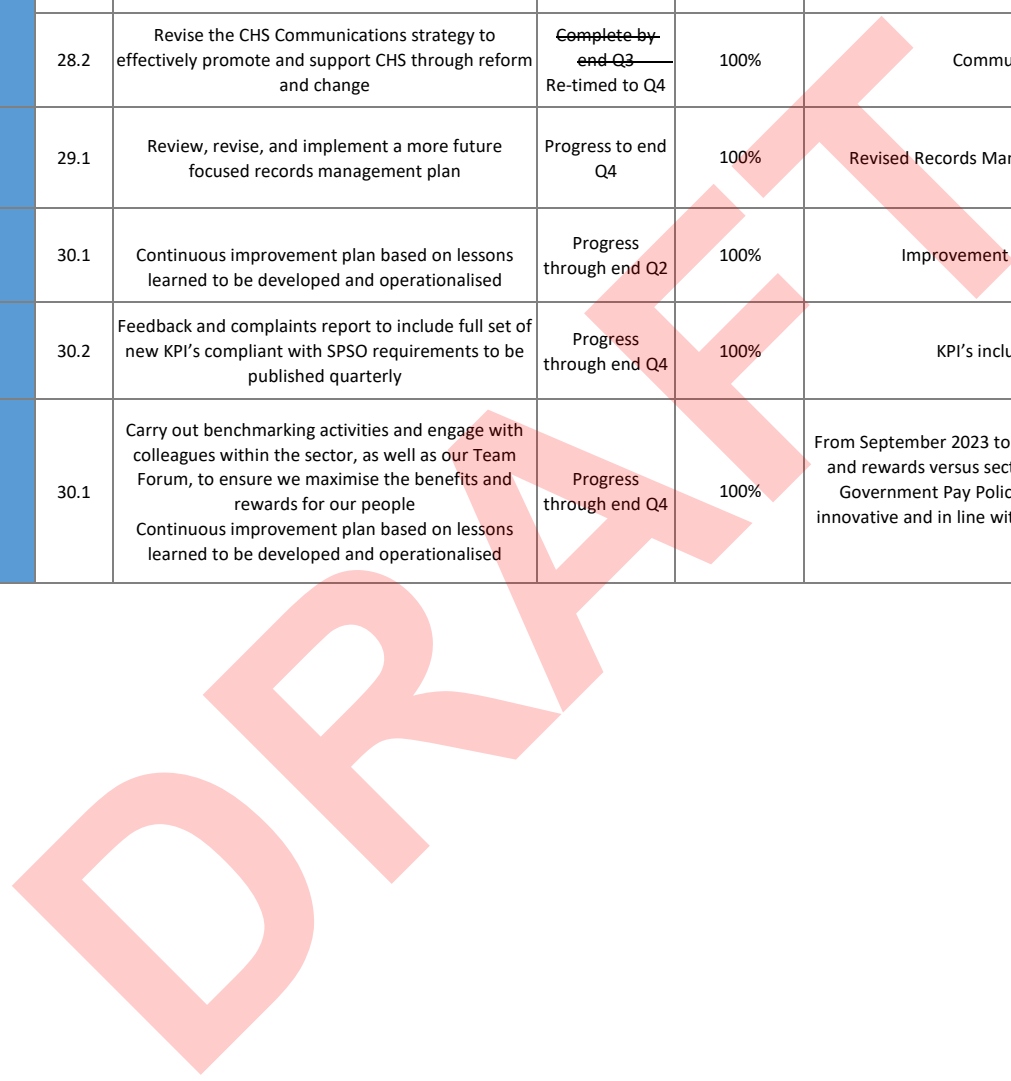 28.2
Revise the CHS Communications strategy to
effectively promote and support CHS through reform
and change
Complete by
end Q3
Re-timed to Q4
100%
Commu
29.1
Review, revise, and implement a more future
focused records management plan
Progress to end
Q4
100%
Revised Records Mar
30.1
Continuous improvement plan based on lessons
learned to be developed and operationalised
Progress
through end Q2
100%
Improvement
30.2
Feedback and complaints report to include full set of
new KPI's compliant with SPSO requirements to be
published quarterly
Progress
through end Q4
100%
KPI's inclu
30.1
Carry out benchmarking activities and engage with
colleagues within the sector, as well as our Team
Forum, to ensure we maximise the benefits and
rewards for our people
Continuous improvement plan based on lessons
learned to be developed and operationalised
Progress
through end Q4
100%
From September 2023 to
and rewards versus sect
Government Pay Polic
innovative and in line wit
DRAFT